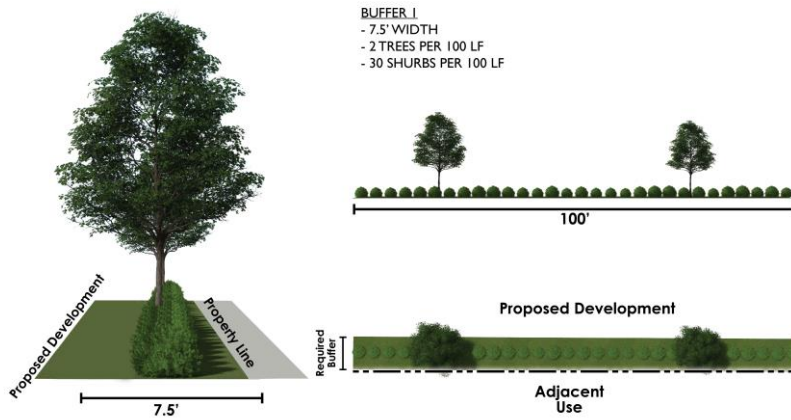 BUFFER 1
- 7.5' WIDTH
- 2 TREES PER 100 LF
- 30 SHURBS PER 100 LF
100'
Proposed Development
Property Line
7.5'
Proposed Development
Required
Buffer
Adjacent
Use